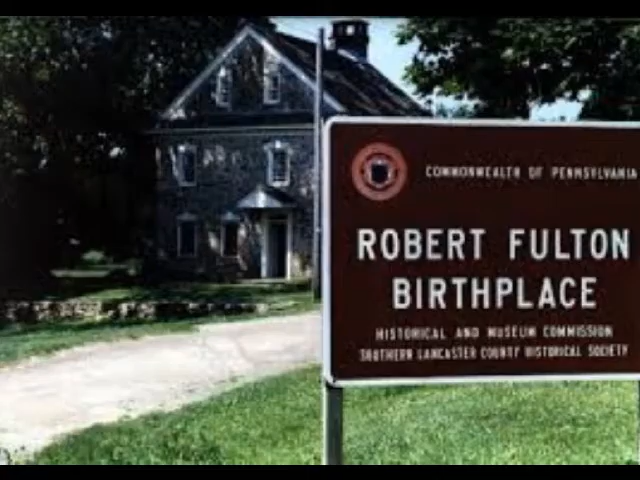 COMMONWEALTH OF PENNSYLVANIA
ROBERT FULTON
BIRTHPLACE
HISTORICAL AND MUSEUM COMMISSION
SOUTHERN LANCASTER COUNTY HISTORICAL SOCIETY